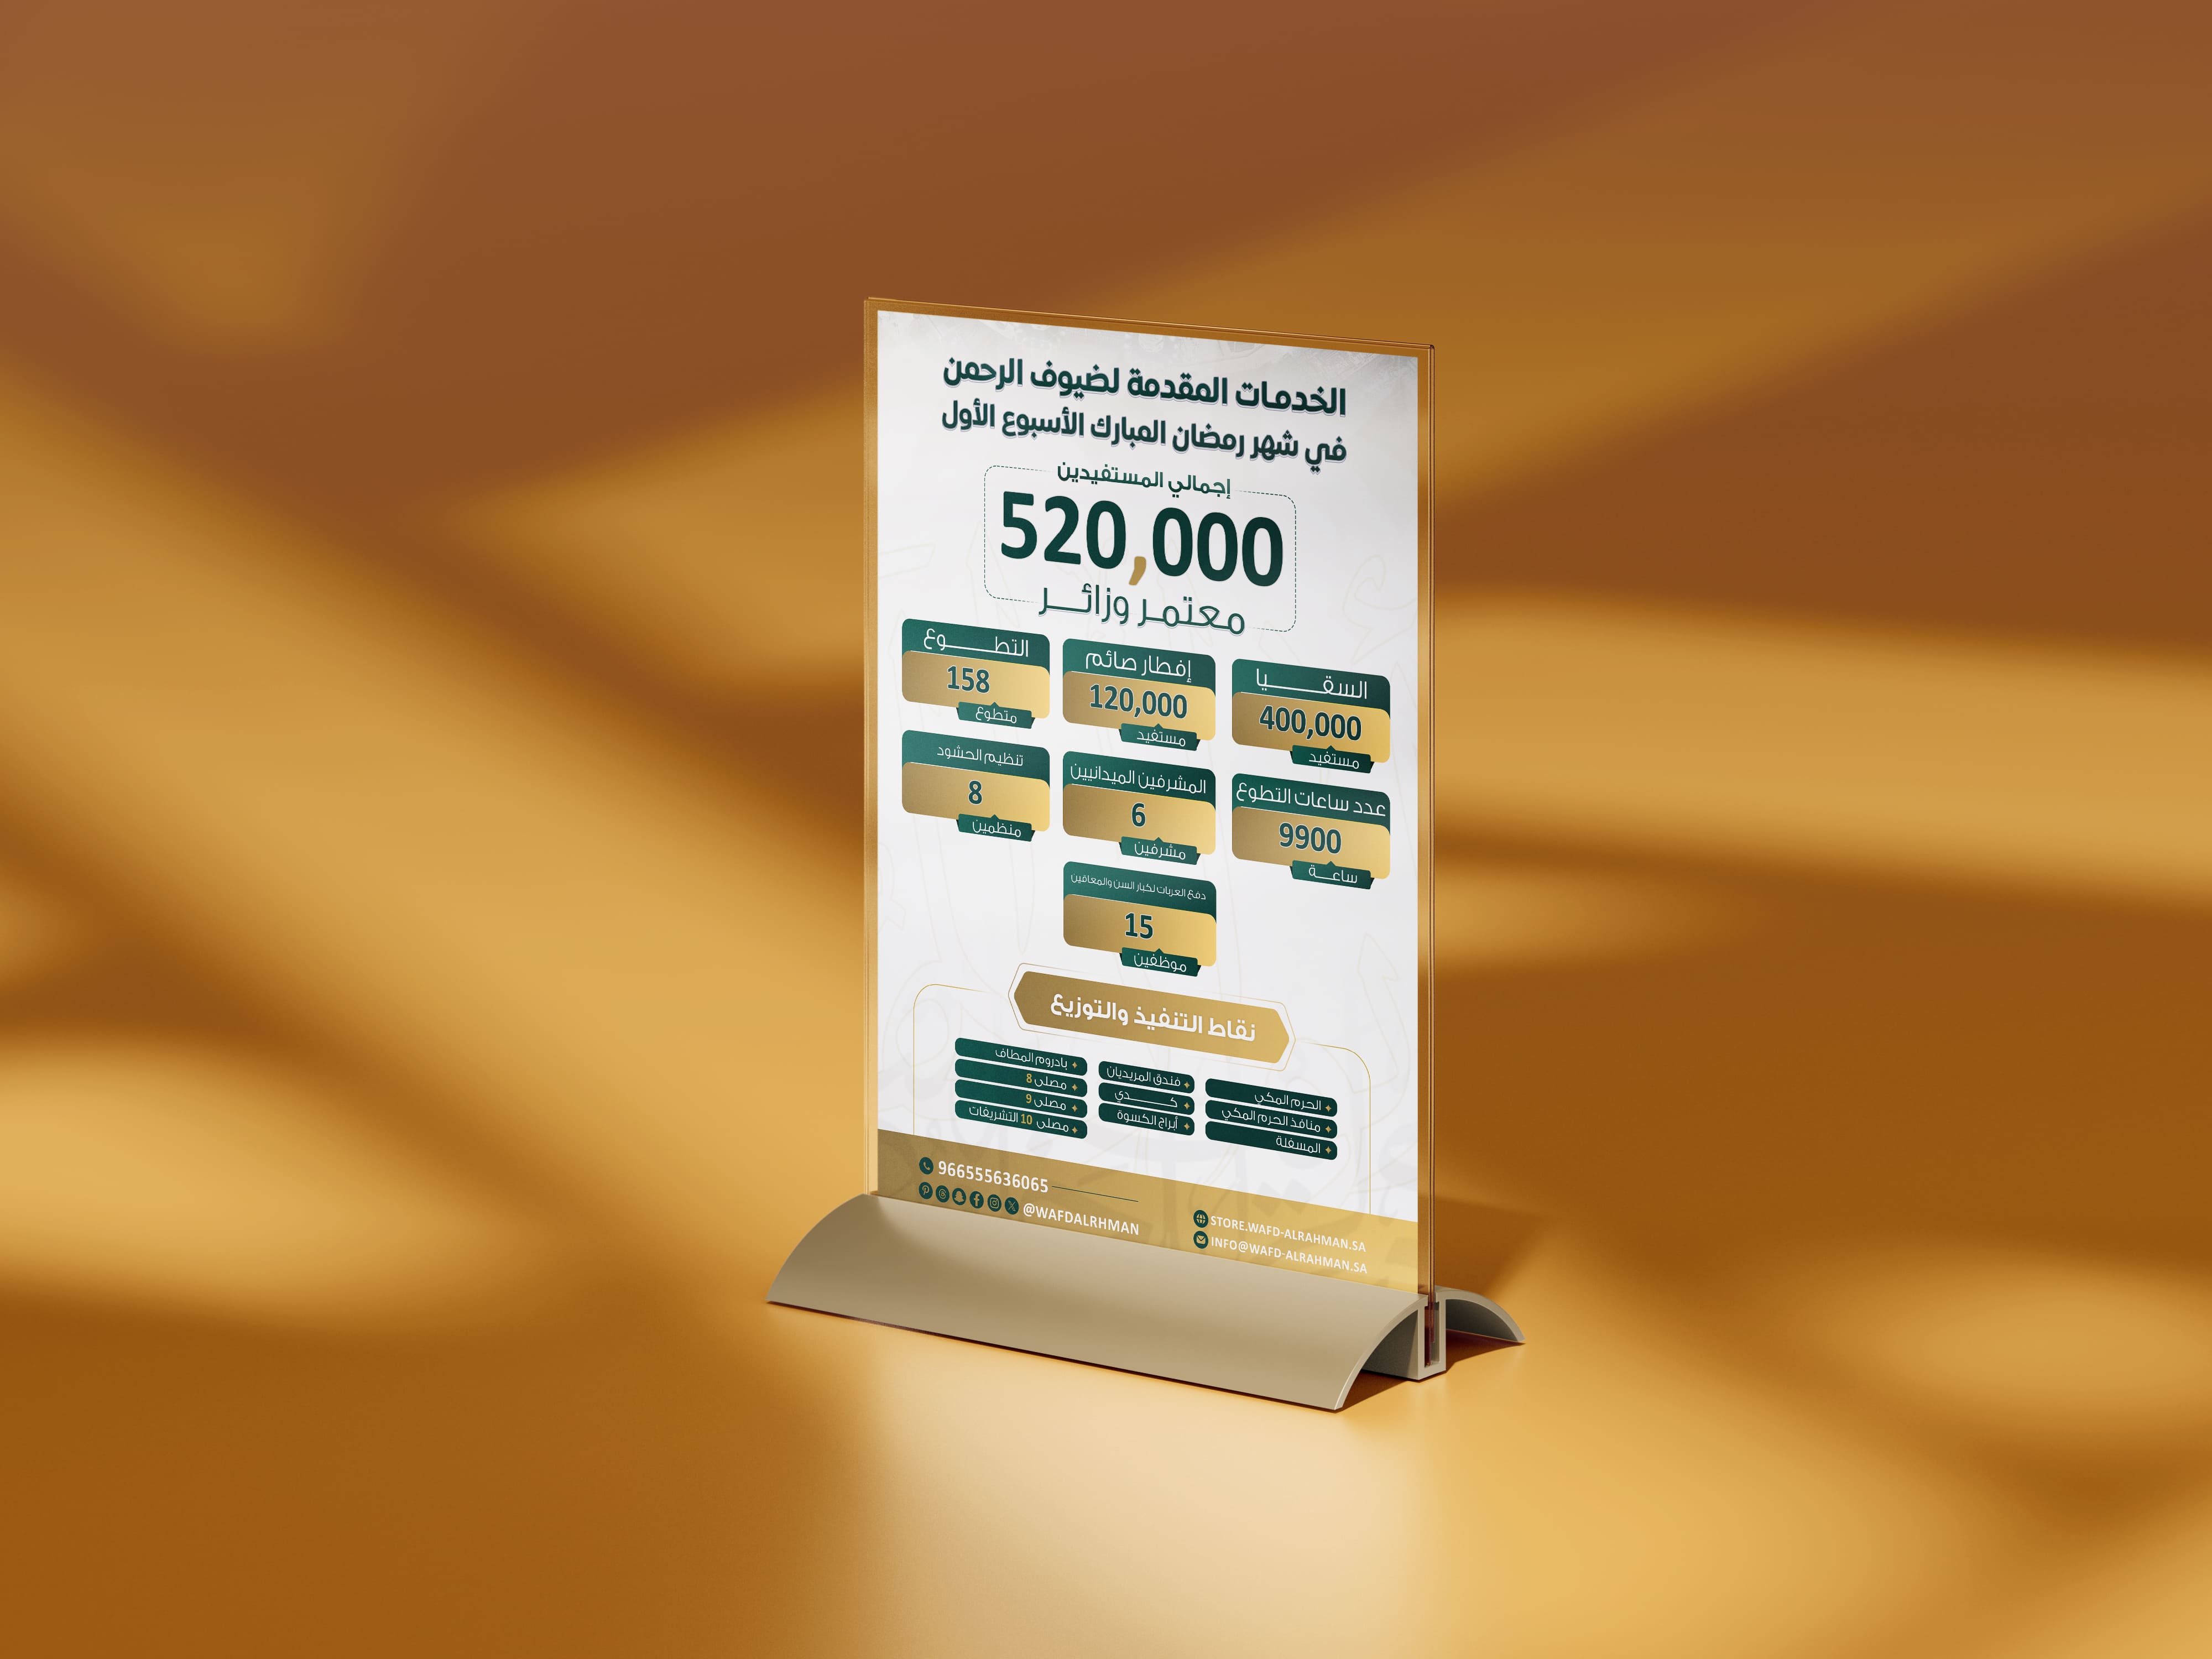 الخدمات المقدمة لضيوف الرحمن
في شهر رمضان المبارك الأسبوع الأول
إجمالي المستفيدين
520,000
معتمر وزائر
السقيا
400,000
مستفيد
إفطار صائم
120,000
مستفيد
التطوع
158
متطوع
عدد ساعات التطوع
9900
ساعة
المشرفين الميدانيين
6
مشرفين
تنظيم الحشود
8
منظمين
دفع العربات لكبار السن والمعاقين
15
موظفين
نقاط التنفيذ والتوزيع
الحرم المكي
منافذ الحرم المكي
المسفلة
فندق المريديان
كدي
أبراج الكسوة
بادروم المطاف
مصلى 8
مصلى 9
مصلى 10 التشريفات
966555636065
@WAFDALRHMAN
STORE.WAFD-ALRAHMAN.SA
INFO@WAFD-ALRAHMAN.SA